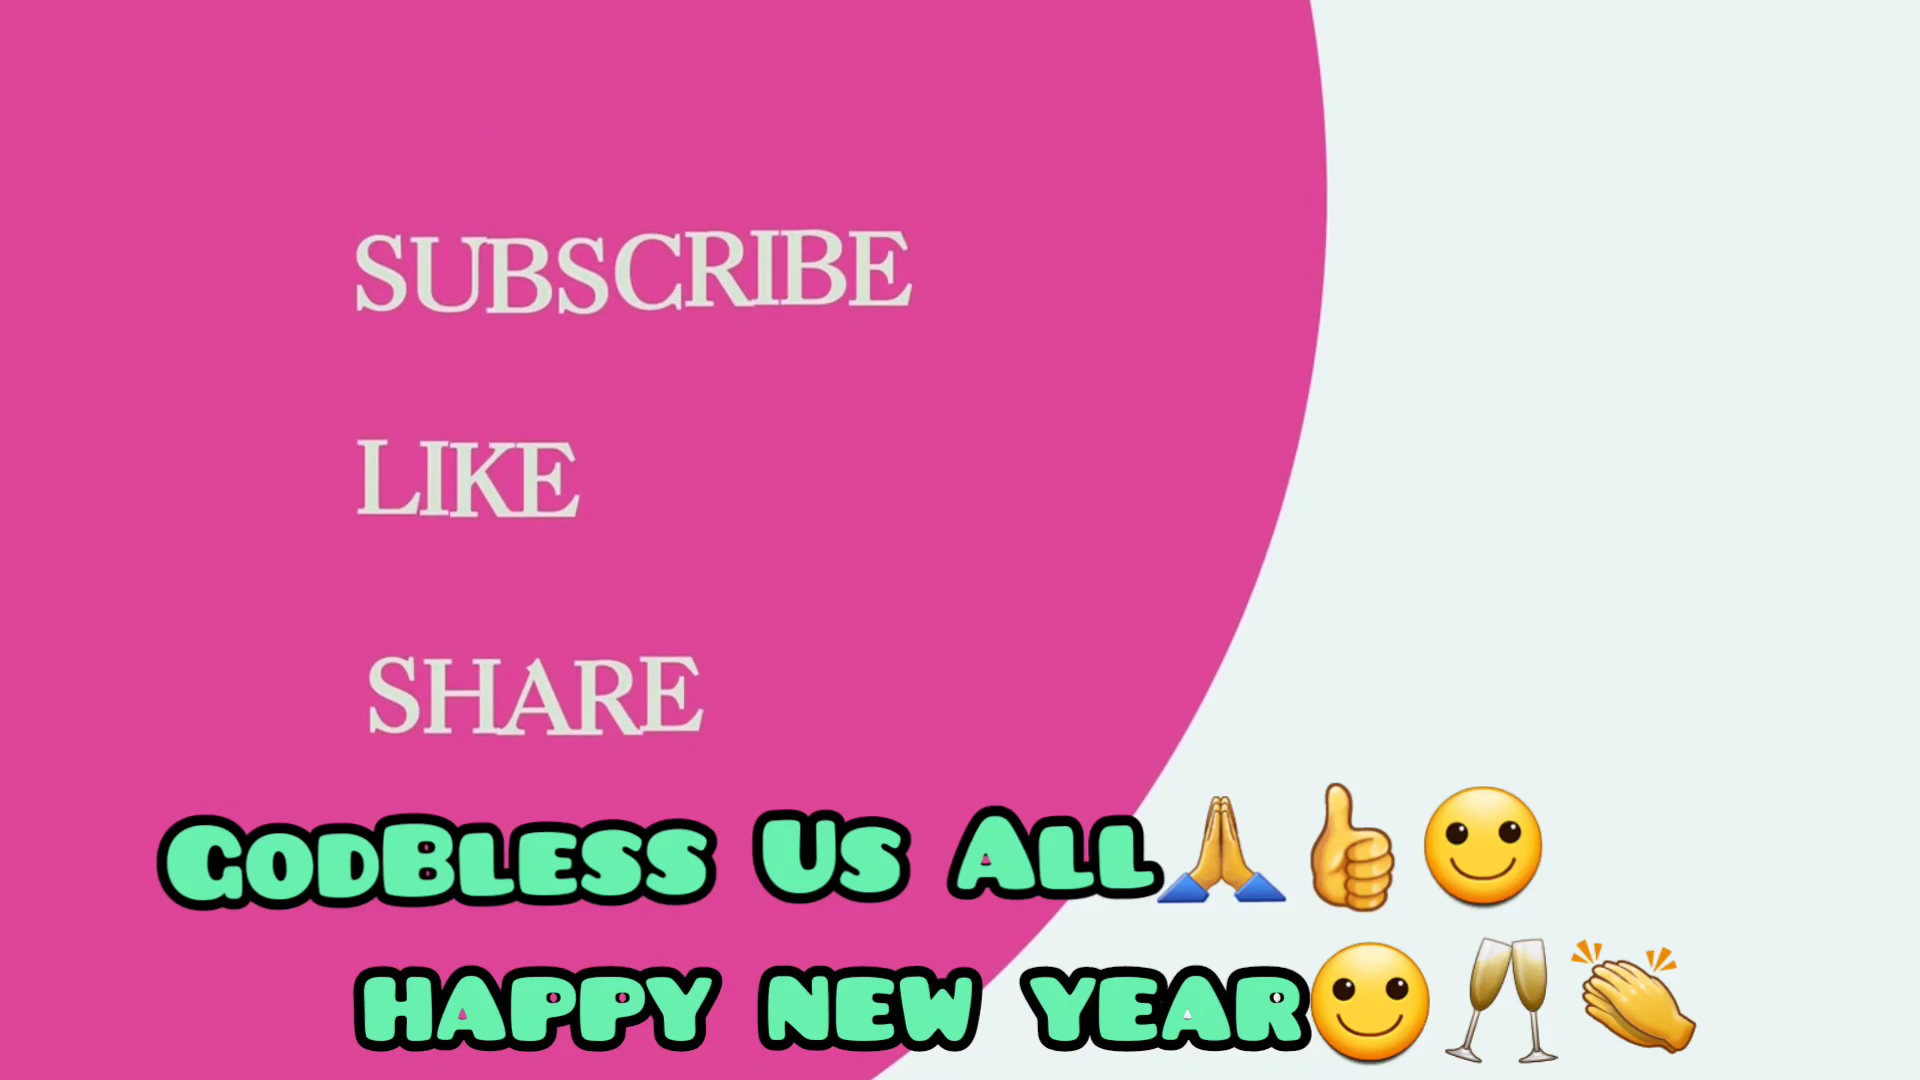 SUBSCRIBE
LIKE
SHARE
GodBless Us All🙏👍🙂
HAPPY NEW YEAR🙂🥂👏